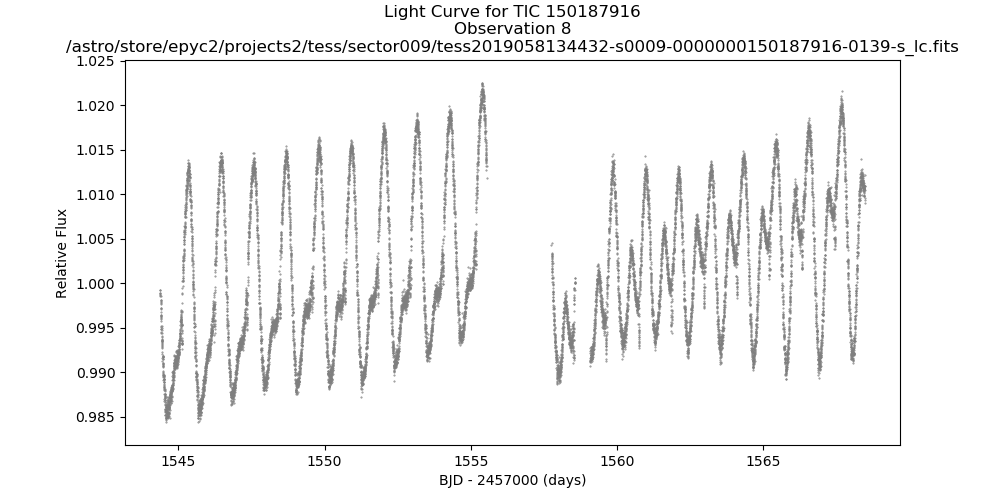 Light Curve for TIC 150187916
Observation 8
/astro/store/epyc2/projects2/tess/sector009/tess2019058134432-s0009-0000000150187916-0139-s_lc.fits
1.025
1.020
1.015
1.010
1.005
1.000
0.995
0.990
0.985
Relative Flux
1545 1550 1555 1560 1565
BJD - 2457000 (days)